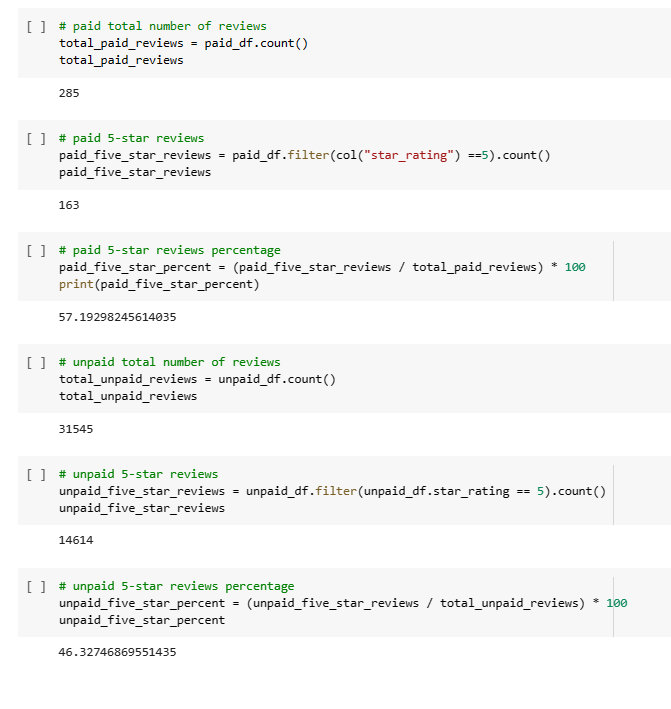 [ ] # paid total number of reviews
total_paid_reviews = paid_df.count()
total_paid_reviews
285
[ ] # paid 5-star reviews
paid_five_star_reviews = paid_df.filter(col("star_rating") ==5).count()
paid_five_star_reviews
163
[ ] # paid 5-star reviews percentage
paid_five_star_percent = (paid_five_star_reviews / total_paid_reviews) * 100
print(paid_five_star_percent)
57.19298245614035
[ ] # unpaid total number of reviews
total_unpaid_reviews = unpaid_df.count()
total_unpaid_reviews
31545
[ ] # unpaid 5-star reviews
unpaid_five_star_reviews = unpaid_df.filter(unpaid_df.star_rating == 5).count()
unpaid_five_star_reviews
14614
[ ] # unpaid 5-star reviews percentage
unpaid_five_star_percent = (unpaid_five_star_reviews / total_unpaid_reviews) * 100
unpaid_five_star_percent
46.32746869551435